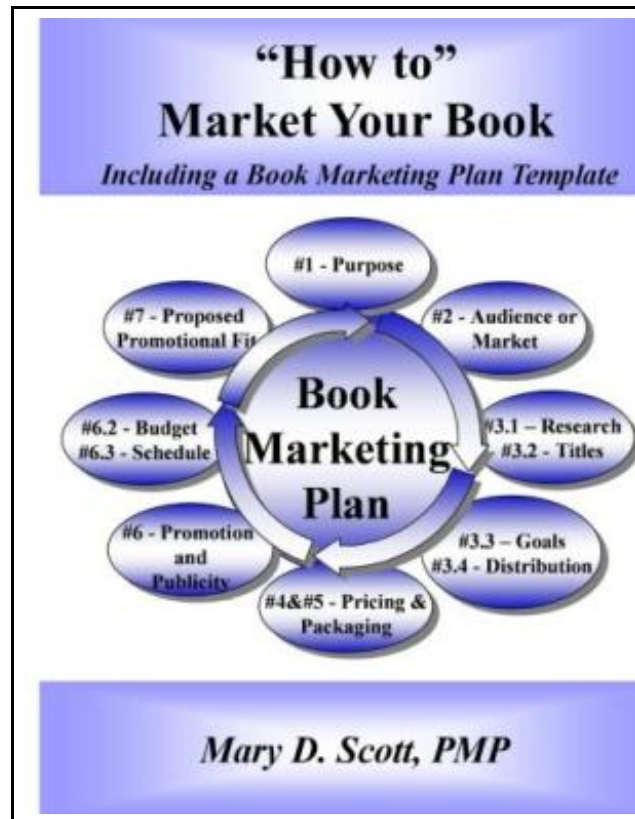 “How to”
Market Your Book
Including a Book Marketing Plan Template
#1 - Purpose
#2 - Audience or
Market
#3.1 – Research
#3.2 - Titles
#3.3 – Goals
#3.4 - Distribution
#4&#5 - Pricing &
Packaging
#6 - Promotion
and
Publicity
#6.2 - Budget
#6.3 - Schedule
#7 - Proposed
Promotional Fit
Book
Marketing
Plan
Mary D. Scott, PMP